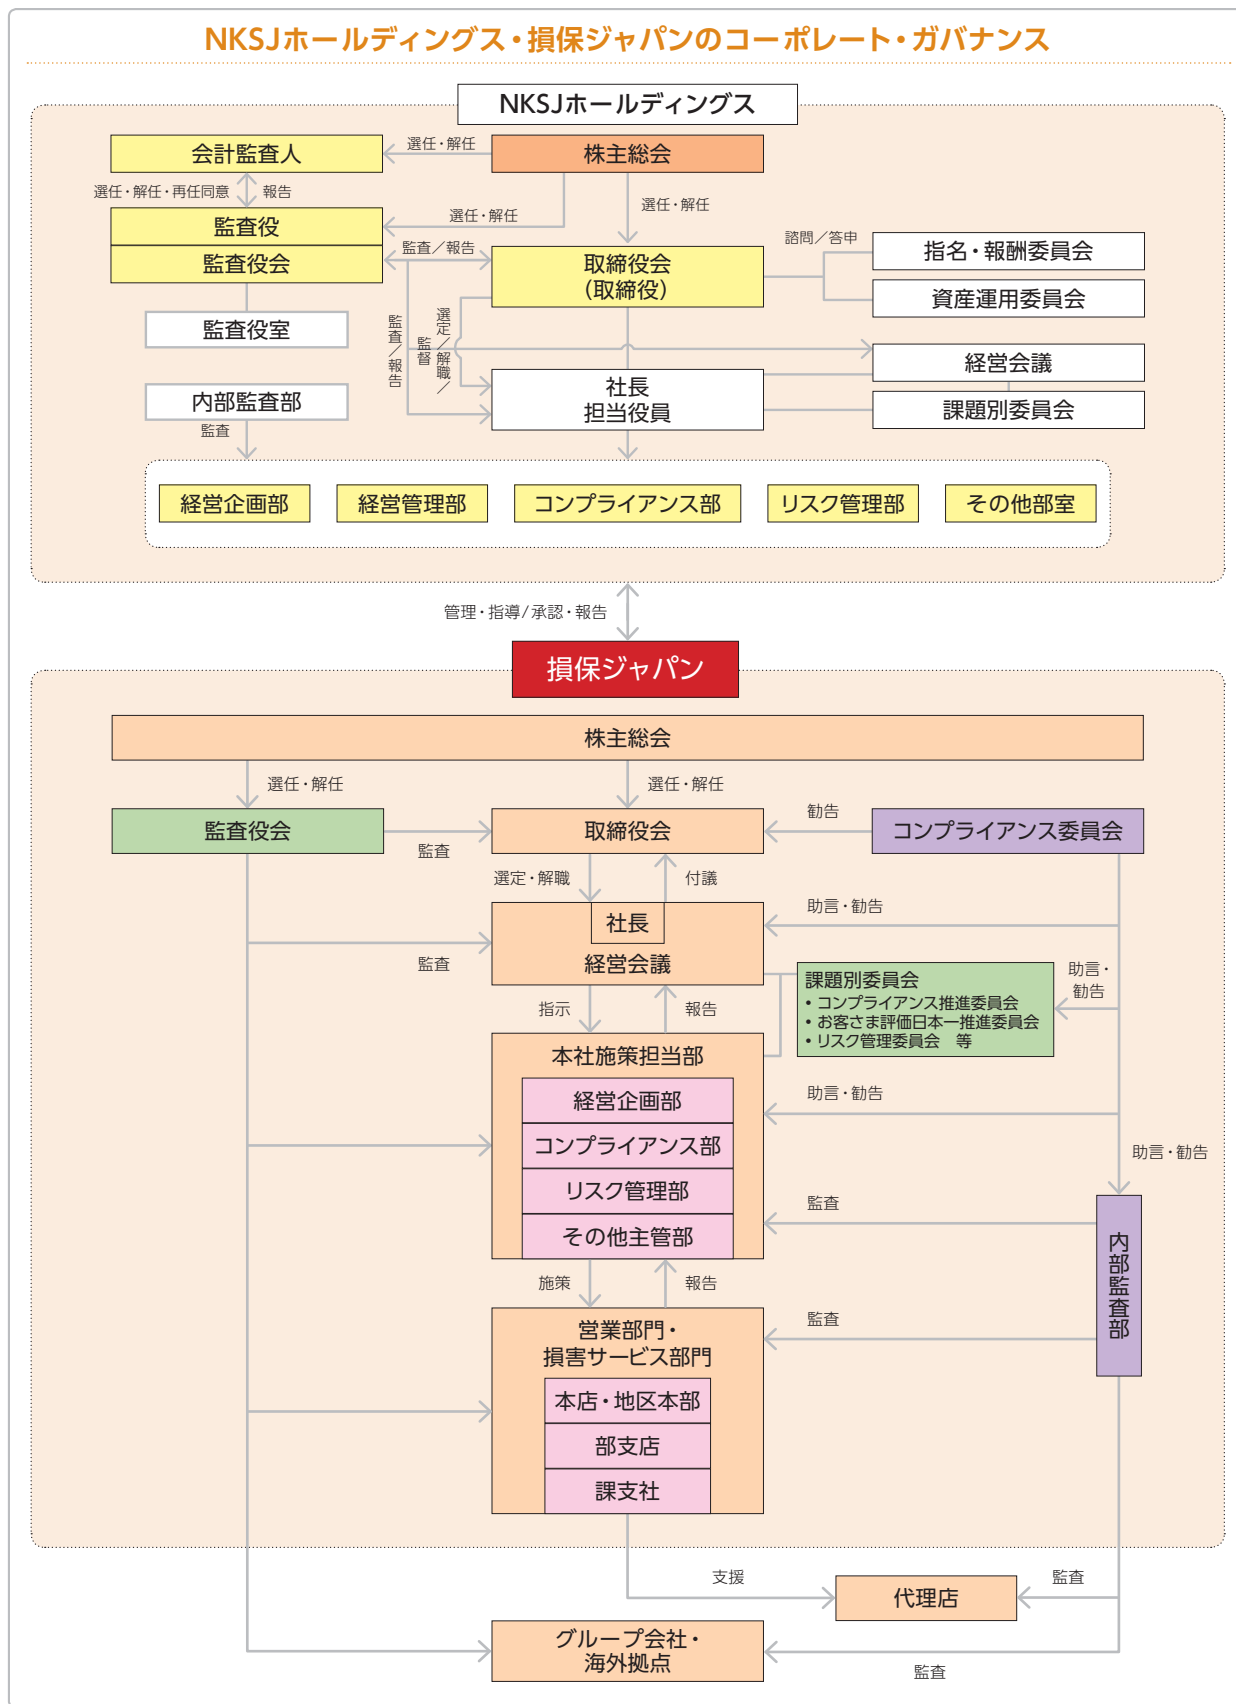 NKSJホールディングス・損保ジャパンのコーポレート・ガバナンス
NKSJホールディングス
会計監査人
選任・解任
株主総会
選任・解任・再任同意
報告
監査役
選任・解任
選任・解任
監査役会
監査／報告
取締役会
（取締役）
諮問／答申
指名・報酬委員会
資産運用委員会
監査役室
監査／報告
選定／解職／
監督
経営会議
内部監査部
社長
担当役員
課題別委員会
監査
経営企画部
経営管理部
コンプライアンス部
リスク管理部
その他部室
管理・指導/承認・報告
損保ジャパン
株主総会
選任・解任
選任・解任
監査役会
監査
取締役会
勧告
コンプライアンス委員会
選定・解職
付議
社長
助言・勧告
監査
経営会議
課題別委員会
• コンプライアンス推進委員会
• お客さま評価日本一推進委員会
• リスク管理委員会　等
助言・
勧告
指示
報告
本社施策担当部
経営企画部
助言・勧告
コンプライアンス部
助言・勧告
リスク管理部
監査
その他主管部
内部監査部
施策
報告
営業部門・
損害サービス部門
監査
本店・地区本部
部支店
課支社
支援
代理店
監査
グループ会社・
海外拠点
監査